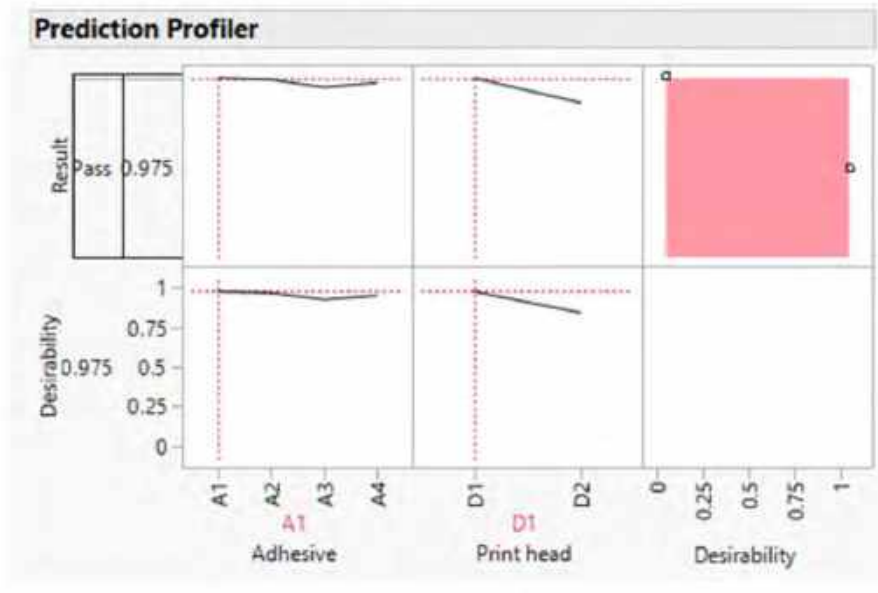 Prediction Profiler
Result
Pass 0.975
Desirability
0.975
1
0.75
0.5
0.25
0
A1 A2 A3 A4
A1
Adhesive
D1 D2
D1
Print head
0 0.25 0.5 0.75 1
Desirability